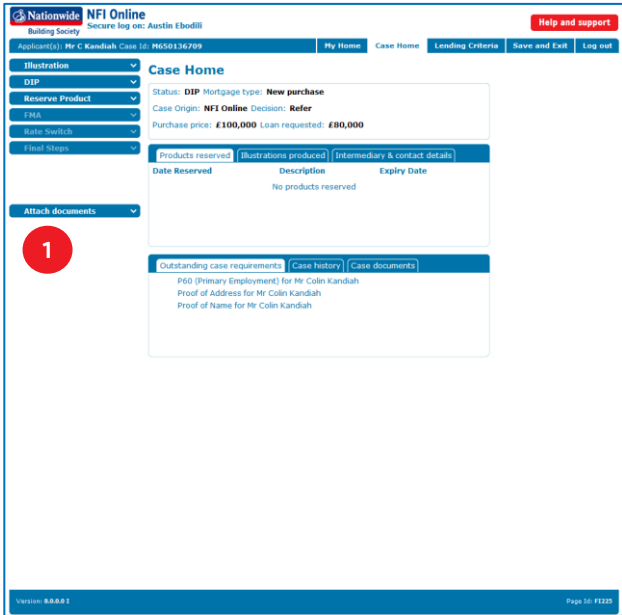 Nationwide
Building Society
NFI Online
Secure log on: Austin Ebodili
Help and support
Applicant(s): Mr C Kandiah Case Id: M650136709
My Home Case Home Lending Criteria Save and Exit Log out
Illustration
DIP
Reserve Product
FMA
Rate Switch
Final Steps
Attach documents
1
Case Home
Status: DIP Mortgage type: New purchase
Case Origin: NFI Online Decision: Refer
Purchase price: £100,000 Loan requested: £80,000
Products reserved Illustrations produced Intermediary & contact details
Date Reserved Description Expiry Date
No products reserved
Outstanding case requirements Case history Case documents
P60 (Primary Employment) for Mr Colin Kandiah
Proof of Address for Mr Colin Kandiah
Proof of Name for Mr Colin Kandiah
Version: 8.0.0.0 I
Page Id: FI225